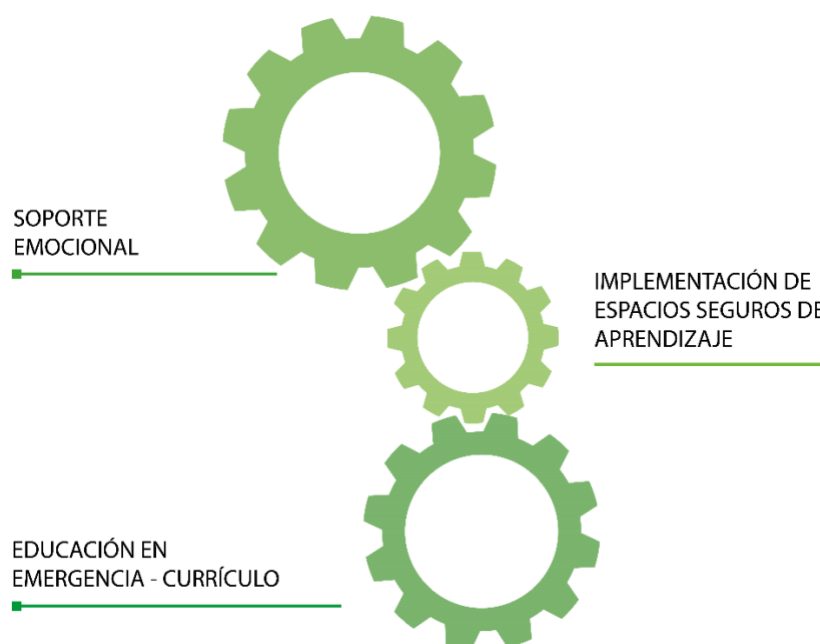 SOPORTE
EMOCIONAL
IMPLEMENTACIÓN DE
ESPACIOS SEGUROS DE
APRENDIZAJE
EDUCACIÓN EN
EMERGENCIA - CURRÍCULO